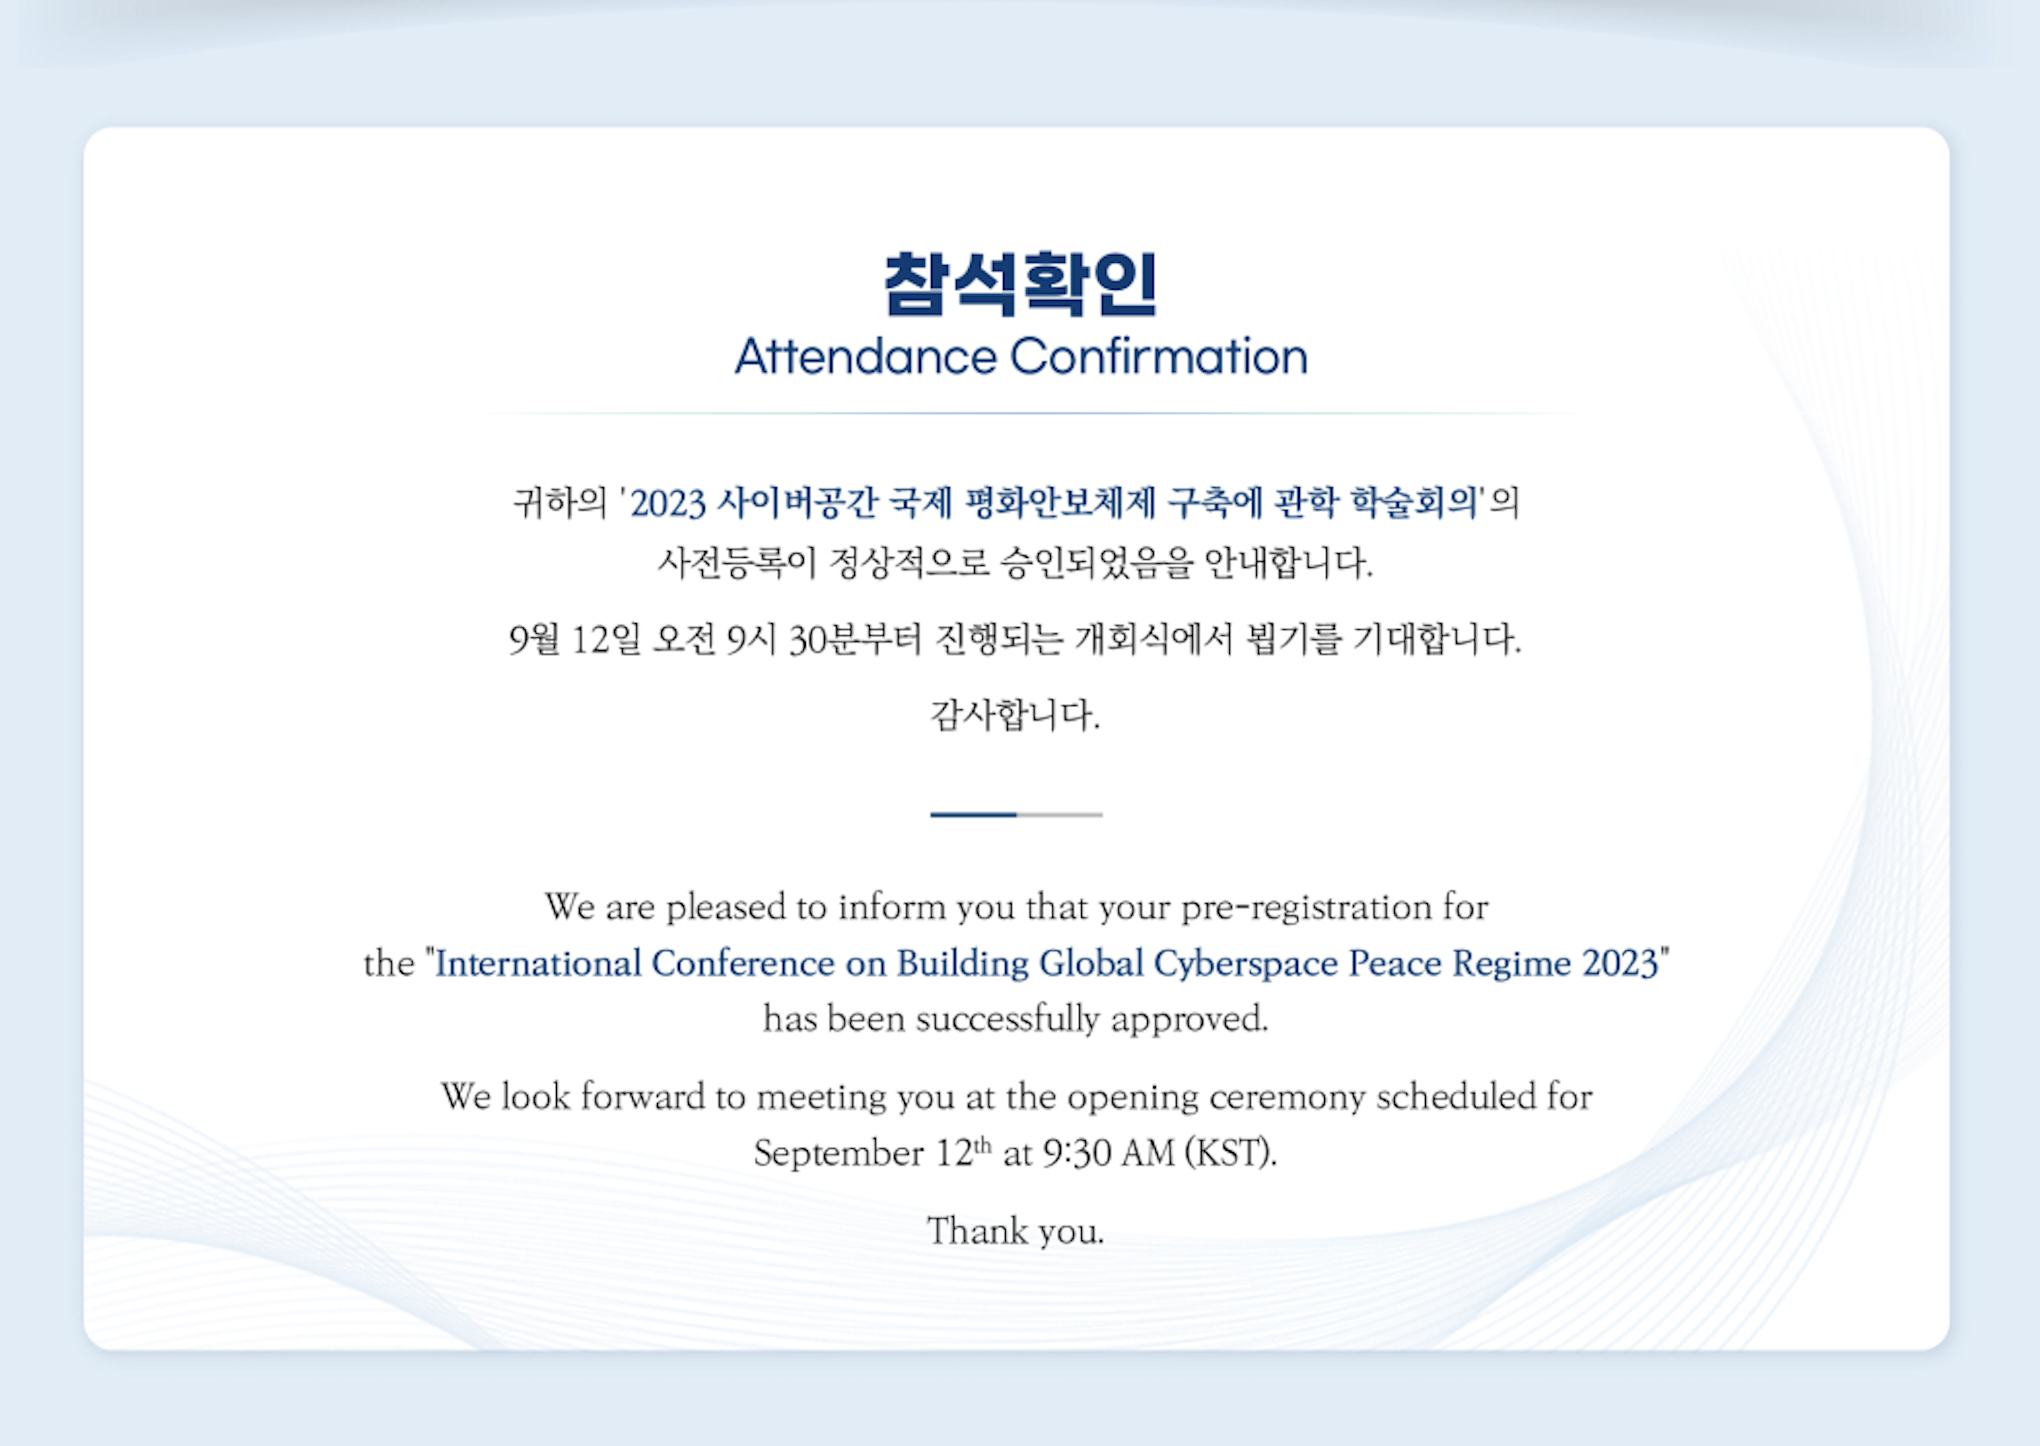 참석확인
Attendance Confirmation
귀하의 '2023 사이버공간 국제 평화안보체제 구축에 관학 학술회의'의
사전등록이 정상적으로 승인되었음을 안내합니다.
9월 12일 오전 9시 30분부터 진행되는 개회식에서 뵙기를 기대합니다.
감사합니다.
We are pleased to inform you that your pre-registration for
the "International Conference on Building Global Cyberspace Peace Regime 2023"
has been successfully approved.
We look forward to meeting you at the opening ceremony scheduled for
September 12th at 9:30 AM (KST).
Thank you.